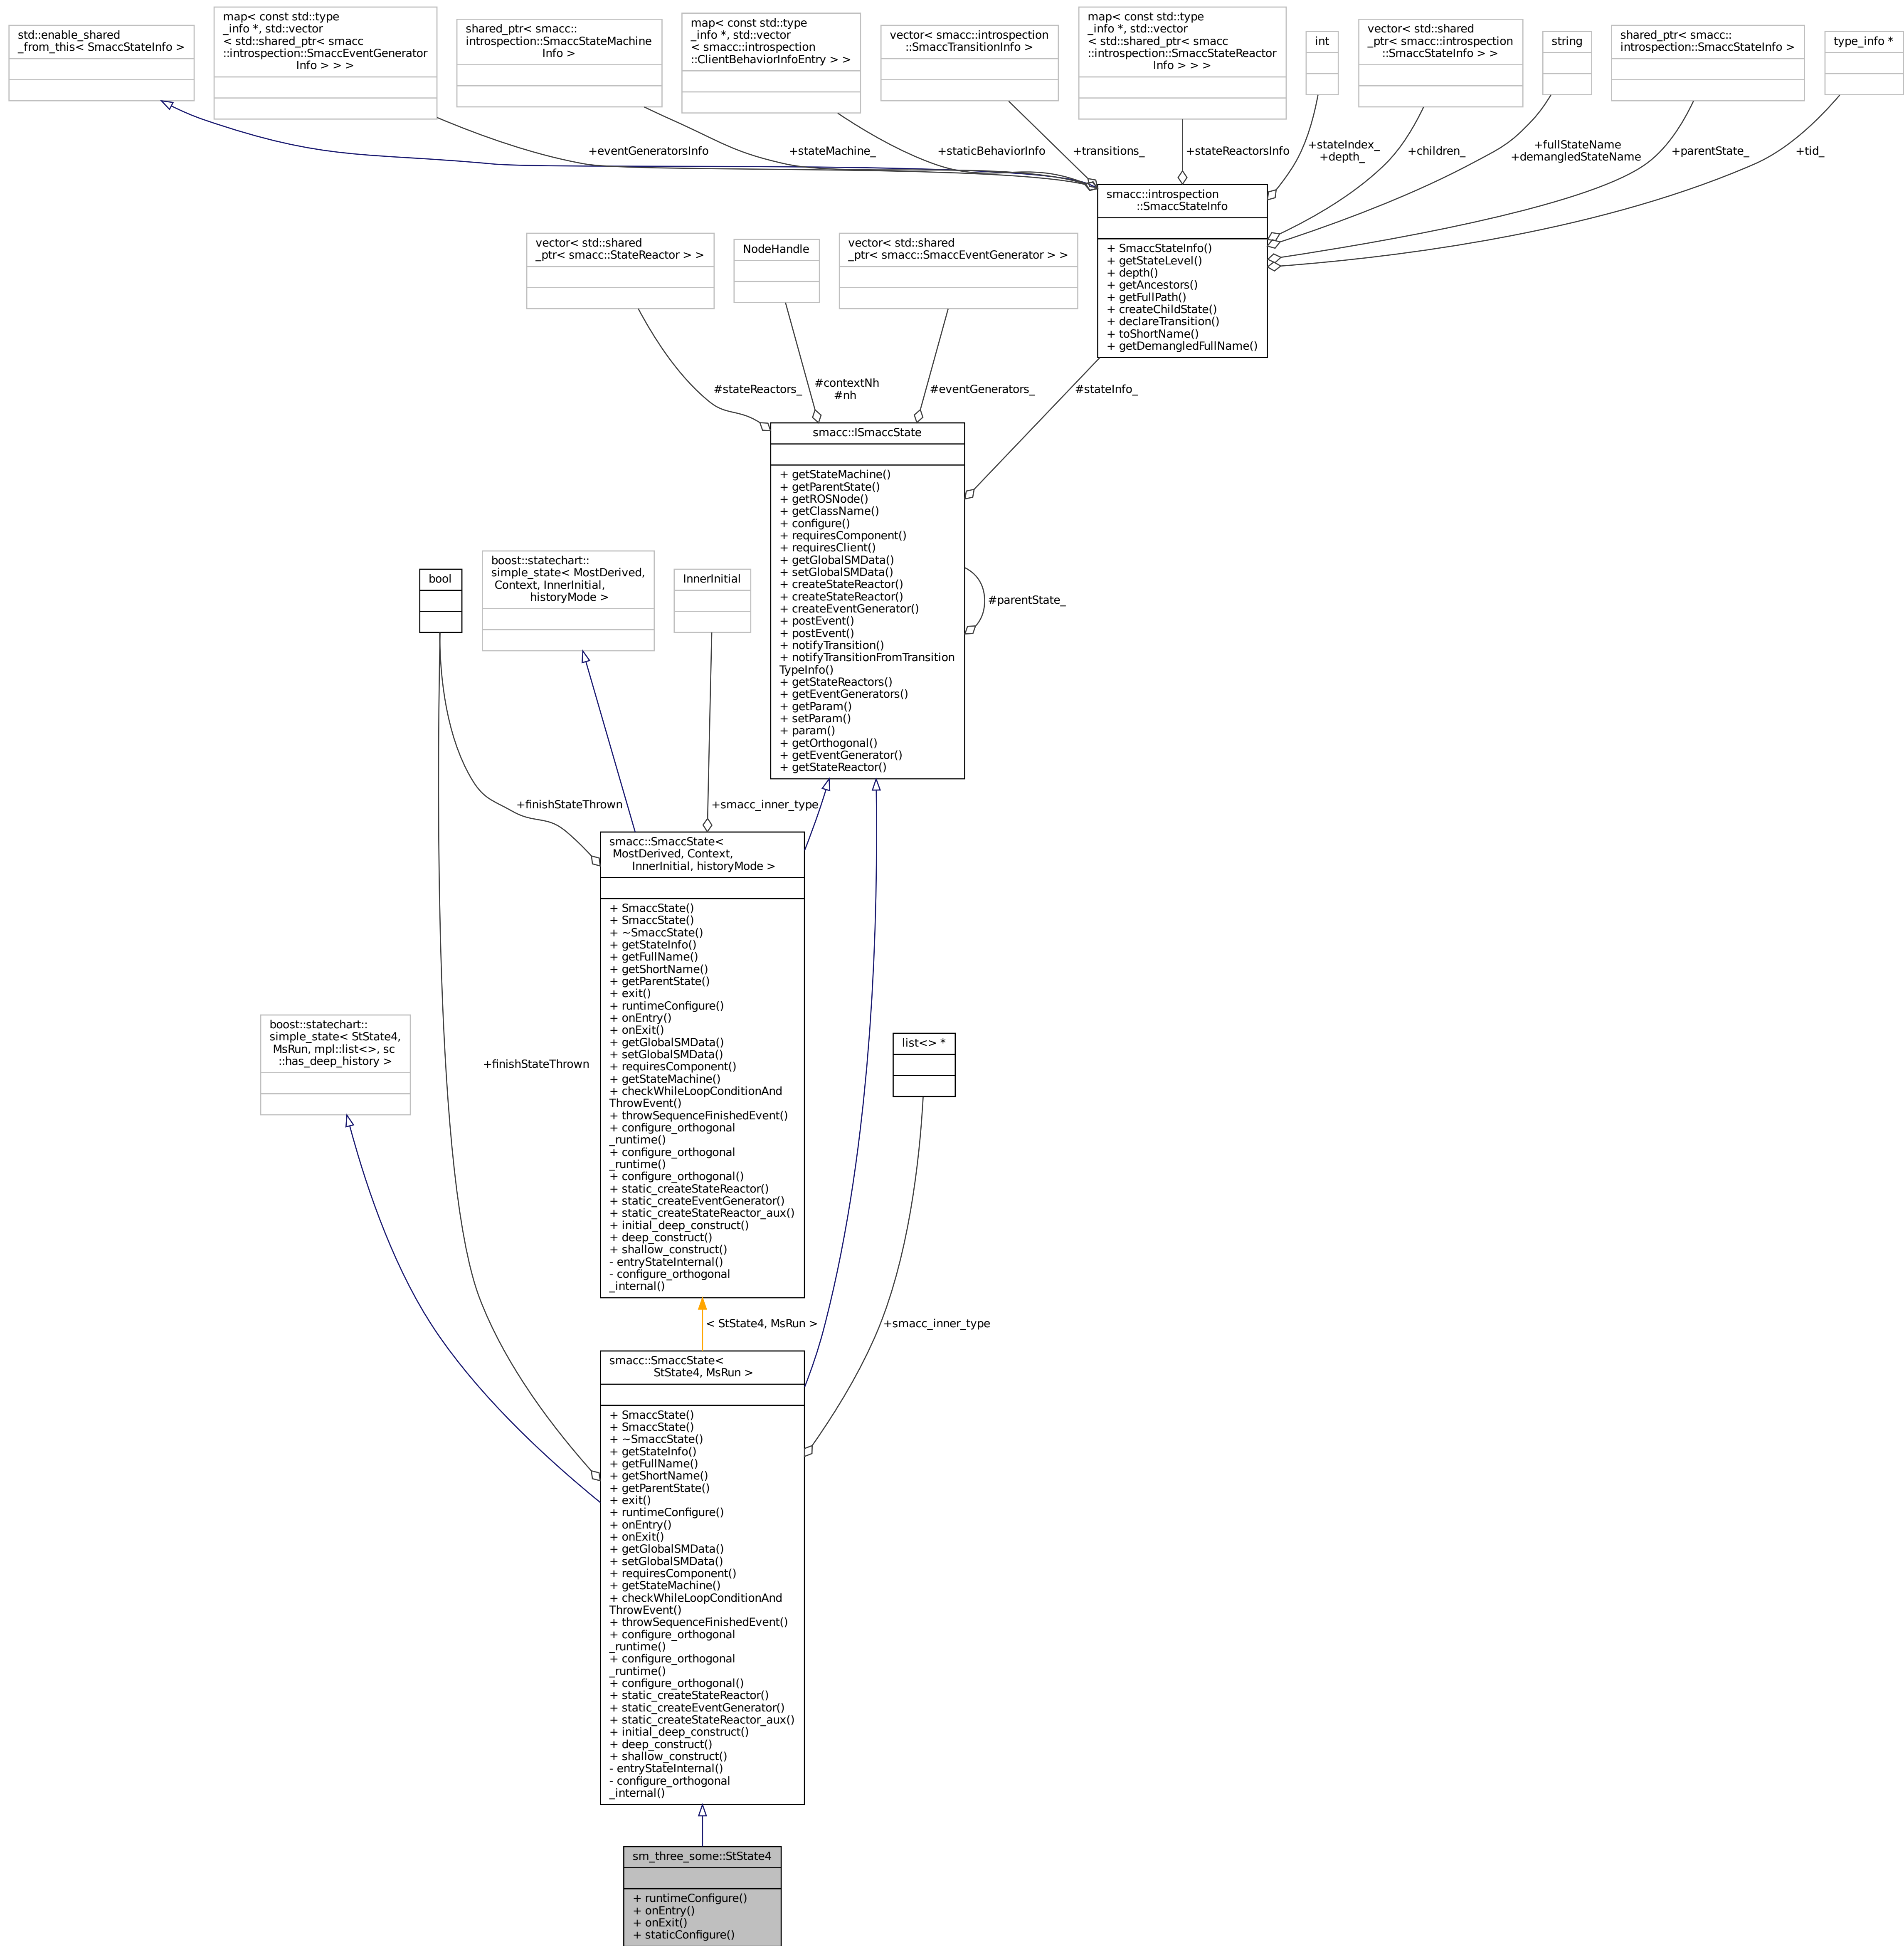 std::enable_shared
_from_this< SmaccStateInfo >
map< const std::type
_info *, std::vector
< std::shared_ptr< smacc
::introspection::SmaccEventGenerator
Info > > >
shared_ptr< smacc::
introspection::SmaccStateMachine
Info >
map< const std::type
_info *, std::vector
< smacc::introspection
::ClientBehaviorInfoEntry > >
vector< smacc::introspection
::SmaccTransitionInfo >
map< const std::type
_info *, std::vector
< std::shared_ptr< smacc
::introspection::SmaccStateReactor
Info > > >
int
vector< std::shared
_ptr< smacc::introspection
::SmaccStateInfo > >
string
shared_ptr< smacc::
introspection::SmaccStateInfo >
type_info *
+eventGeneratorsInfo
+stateMachine_
+staticBehaviorInfo
+transitions_
+stateReactorsInfo
+stateIndex_
+depth_
+children_
+fullStateName
+demangledStateName
+parentState_
+tid_
smacc::introspection
::SmaccStateInfo
+ SmaccStateInfo()
+ getStateLevel()
+ depth()
+ getAncestors()
+ getFullPath()
+ createChildState()
+ declareTransition()
+ toShortName()
+ getDemangledFullName()
vector< std::shared
_ptr< smacc::StateReactor > >
NodeHandle
vector< std::shared
_ptr< smacc::SmaccEventGenerator > >
#stateReactors_
#contextNh
#nh
#eventGenerators_
#stateInfo_
smacc::ISmaccState
+ getStateMachine()
+ getParentState()
+ getROSNode()
+ getClassName()
+ configure()
+ requiresComponent()
+ requiresClient()
+ getGlobalSMData()
+ setGlobalSMData()
+ createStateReactor()
+ createStateReactor()
+ createEventGenerator()
+ postEvent()
+ postEvent()
+ notifyTransition()
+ notifyTransitionFromTransition
TypeInfo()
+ getStateReactors()
+ getEventGenerators()
+ getParam()
+ setParam()
+ param()
+ getOrthogonal()
+ getEventGenerator()
+ getStateReactor()
#parentState_
bool
boost::statechart::
simple_state< MostDerived,
Context, InnerInitial,
historyMode >
InnerInitial
+finishStateThrown
+smacc_inner_type
smacc::SmaccState<
MostDerived, Context,
InnerInitial, historyMode >
+ SmaccState()
+ SmaccState()
+ ~SmaccState()
+ getStateInfo()
+ getFullName()
+ getShortName()
+ getParentState()
+ exit()
+ runtimeConfigure()
+ onEntry()
+ onExit()
+ getGlobalSMData()
+ setGlobalSMData()
+ requiresComponent()
+ getStateMachine()
+ checkWhileLoopConditionAnd
ThrowEvent()
+ throwSequenceFinishedEvent()
+ configure_orthogonal
_runtime()
+ configure_orthogonal
_runtime()
+ configure_orthogonal()
+ static_createStateReactor()
+ static_createEventGenerator()
+ static_createStateReactor_aux()
+ initial_deep_construct()
+ deep_construct()
+ shallow_construct()
- entryStateInternal()
- configure_orthogonal
_internal()
boost::statechart::
simple_state< StState4,
MsRun, mpl::list<>, sc
::has_deep_history >
+finishStateThrown
list<> *
< StState4, MsRun >
+smacc_inner_type
smacc::SmaccState<
StState4, MsRun >
+ SmaccState()
+ SmaccState()
+ ~SmaccState()
+ getStateInfo()
+ getFullName()
+ getShortName()
+ getParentState()
+ exit()
+ runtimeConfigure()
+ onEntry()
+ onExit()
+ getGlobalSMData()
+ setGlobalSMData()
+ requiresComponent()
+ getStateMachine()
+ checkWhileLoopConditionAnd
ThrowEvent()
+ throwSequenceFinishedEvent()
+ configure_orthogonal
_runtime()
+ configure_orthogonal
_runtime()
+ configure_orthogonal()
+ static_createStateReactor()
+ static_createEventGenerator()
+ static_createStateReactor_aux()
+ initial_deep_construct()
+ deep_construct()
+ shallow_construct()
- entryStateInternal()
- configure_orthogonal
_internal()
sm_three_some::StState4
+ runtimeConfigure()
+ onEntry()
+ onExit()
+ staticConfigure()